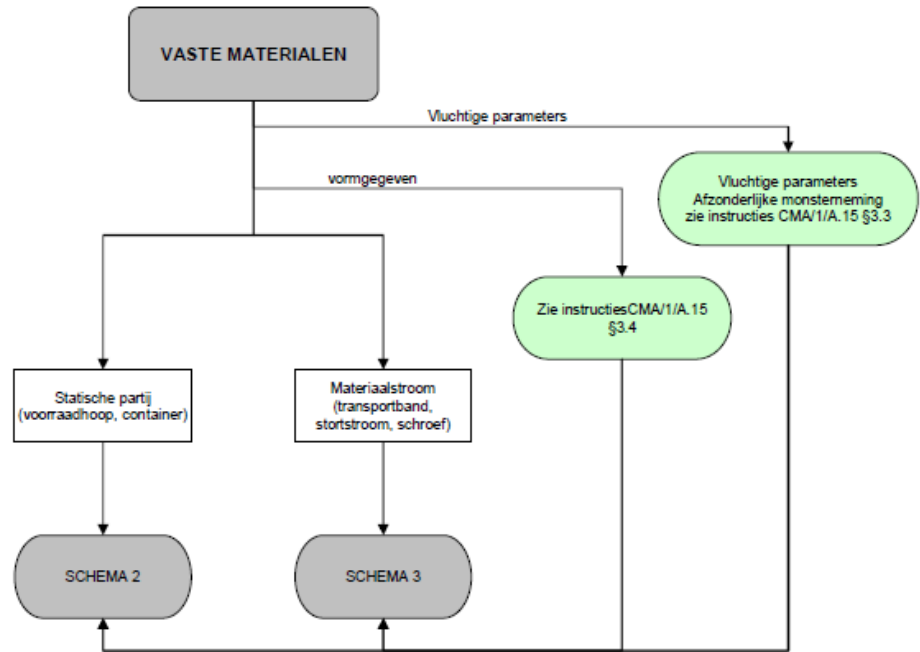 VASTE MATERIALEN
Vluchtige parameters
vormgegeven
Vluchtige parameters
Afzonderlijke monsterneming
zie instructies CMA/1/A.15 §3.3
Zie instructiesCMA/1/A.15
§3.4
Statische partij
(voorraadhoop, container)
Materiaalstroom
(transportband,
stortstroom, schroef)
SCHEMA 2
SCHEMA 3